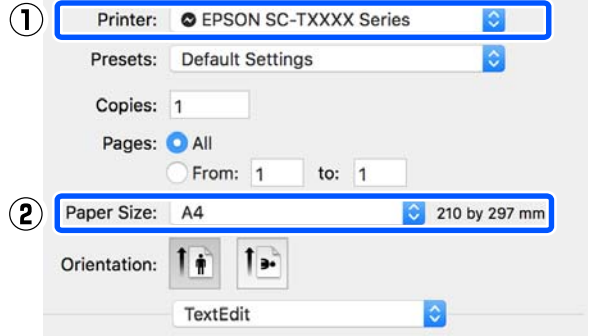 ① Printer: EPSON SC-TXXXX Series
Presets: Default Settings
Copies: 1
Pages: All
From: 1 to: 1
② Paper Size: A4 210 by 297 mm
Orientation:
TextEdit